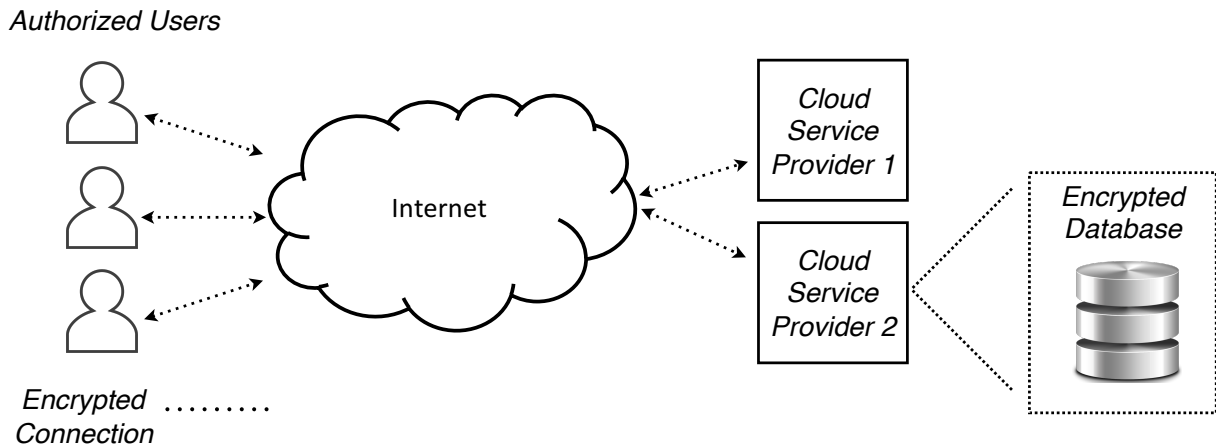 Authorized Users
Internet
Cloud
Service
Provider 1
Cloud
Service
Provider 2
Encrypted
Database
Encrypted
Connection